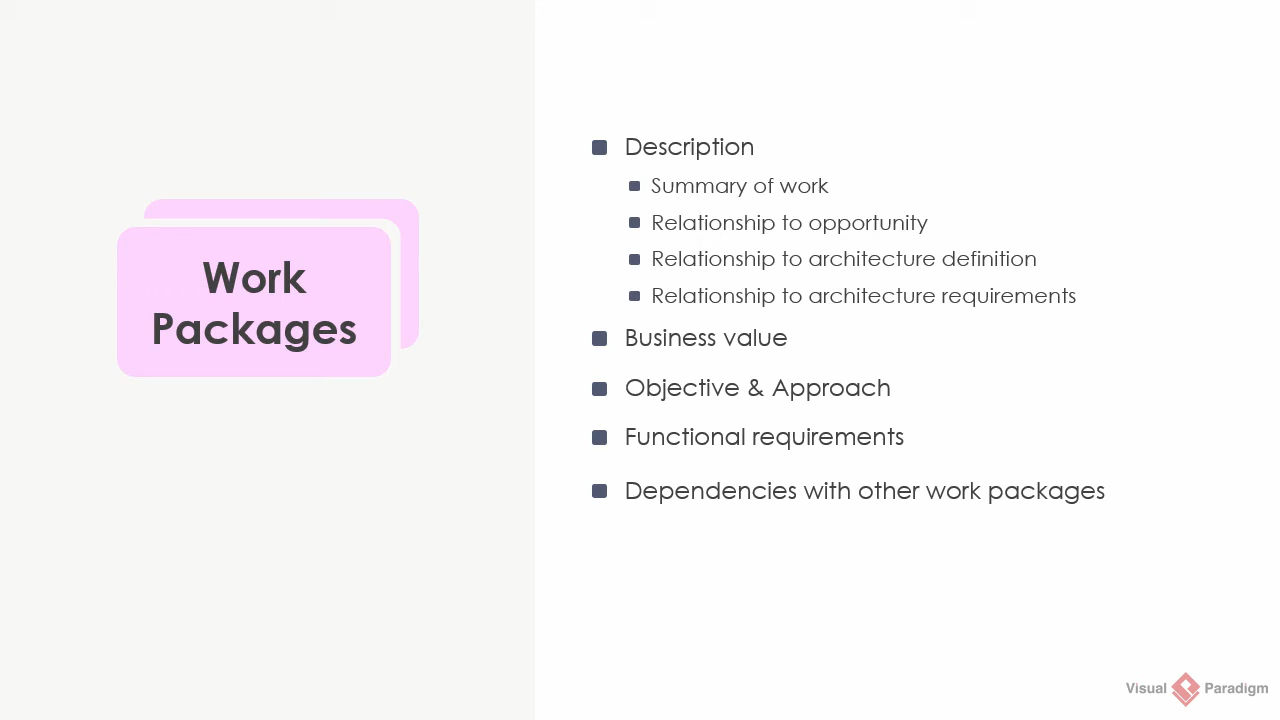 Work
Packages
Description
Summary of work
Relationship to opportunity
Relationship to architecture definition
Relationship to architecture requirements
Business value
Objective & Approach
Functional requirements
Dependencies with other work packages
Visual Paradigm